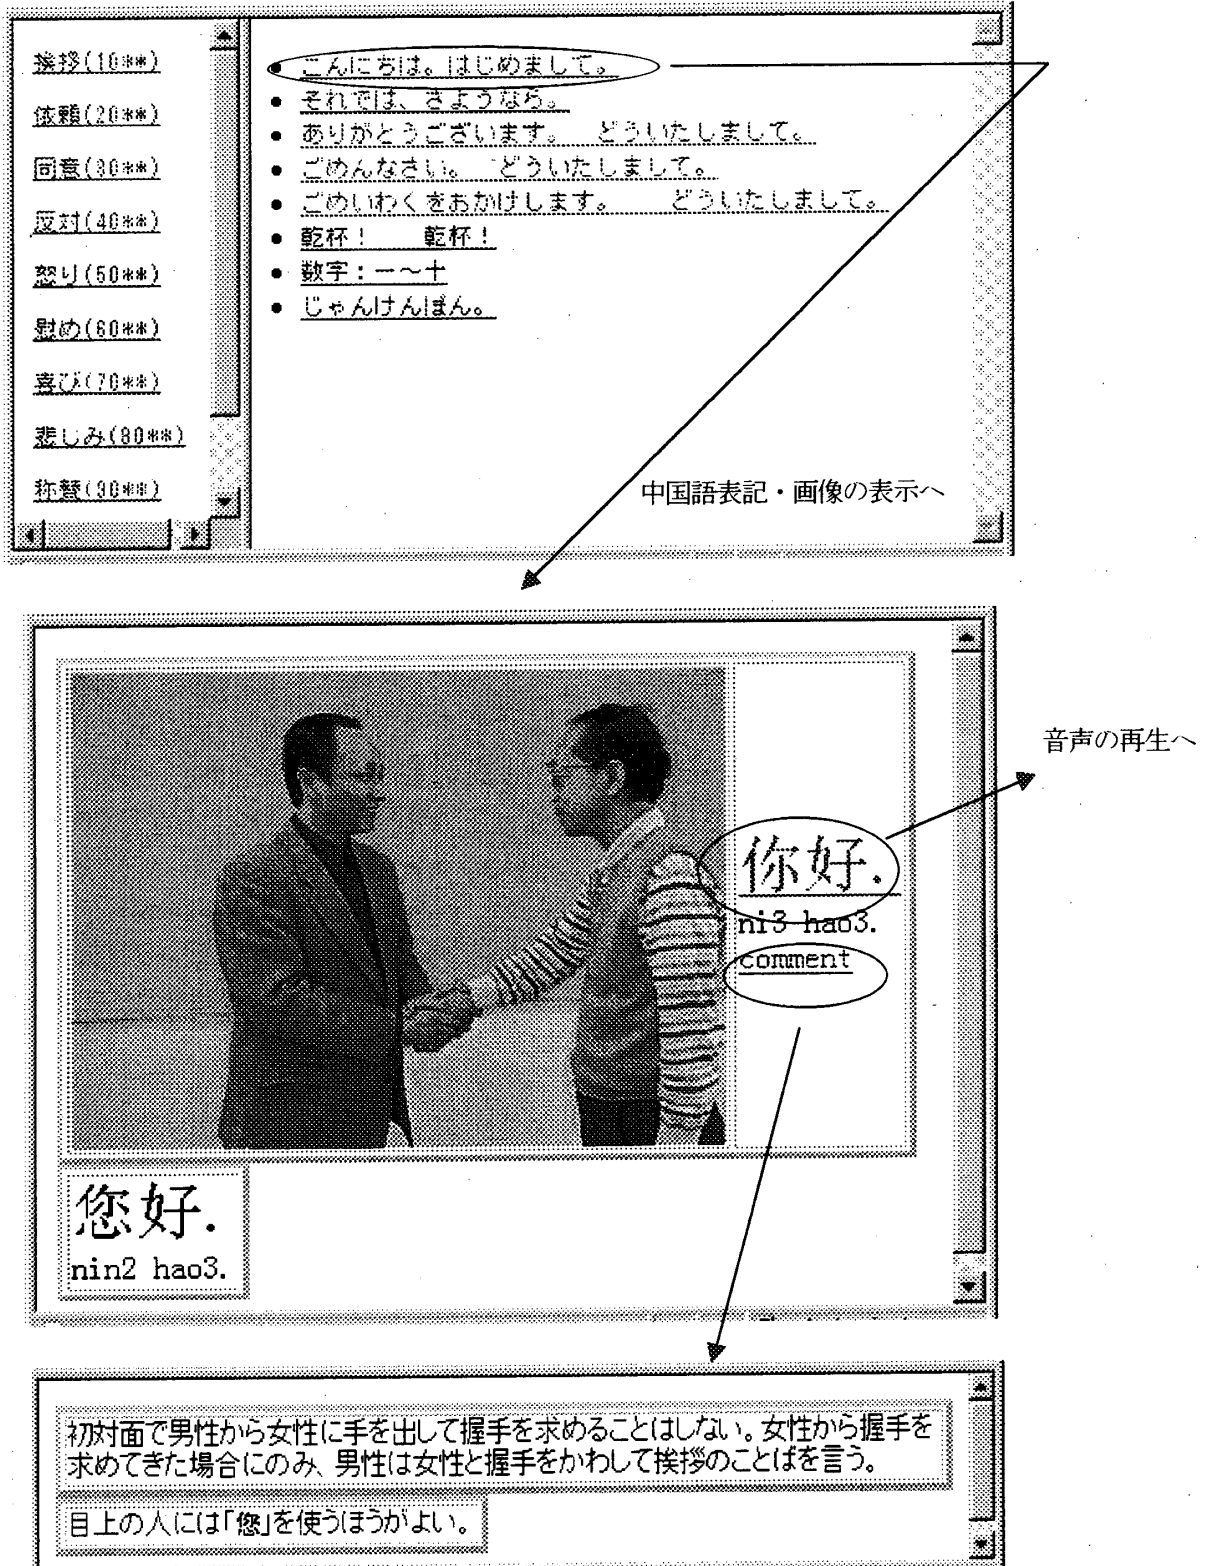 挨拶(10**)
依頼(20**)
同意(30**)
反対(40**)
怒り(50**)
慰め(60**)
喜び(70**)
悲しみ(80**)
称賛(90**)
• こんにちは。はじめまして。
• それでは、さようなら。
• ありがとうございます。 どういたしまして。
• ごめんなさい。 どういたしまして。
• ごめいわくをおかけします。 どういたしまして。
• 乾杯! 乾杯!
• 数字:一~十
• じゃんけんぽん。
中国語表記・画像の表示へ
音声の再生へ
你好.
ni3 hao3.
comment
您好.
nin2 hao3.
初対面で男性から女性に手を出して握手を求めることはしない。女性から握手を
求めてきた場合にのみ、男性は女性と握手をかわして挨拶のことばを言う。
目上の人には「您」を使うほうがよい。